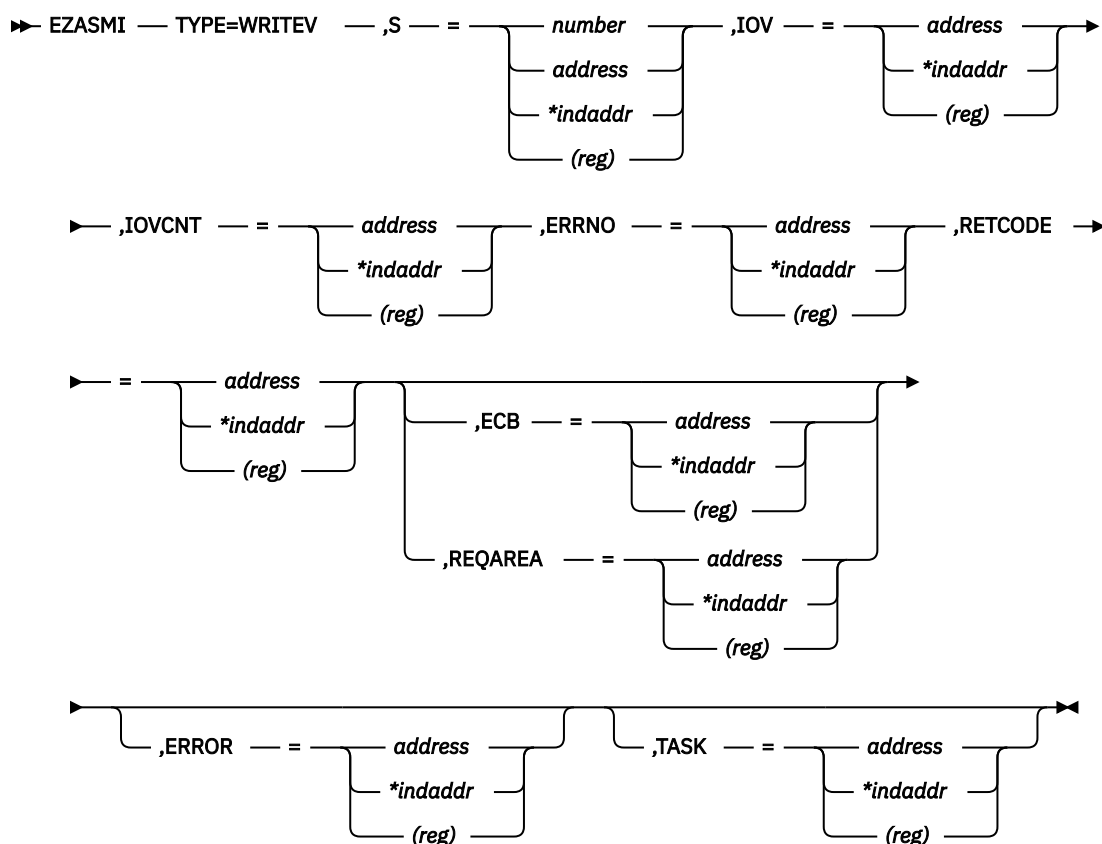 EZASMI TYPE=WRITEV ,S = number ,IOV = address
address *indaddr
*indaddr (reg)
(reg)
,IOVCNT = address ,ERRNO = address ,RETCODE
*indaddr *indaddr
(reg) (reg)
= address
*indaddr ,ECB = address
(reg) *indaddr
(reg)
,REQAREA = address
*indaddr
(reg)
,ERROR = address ,TASK = address
*indaddr *indaddr
(reg) (reg)